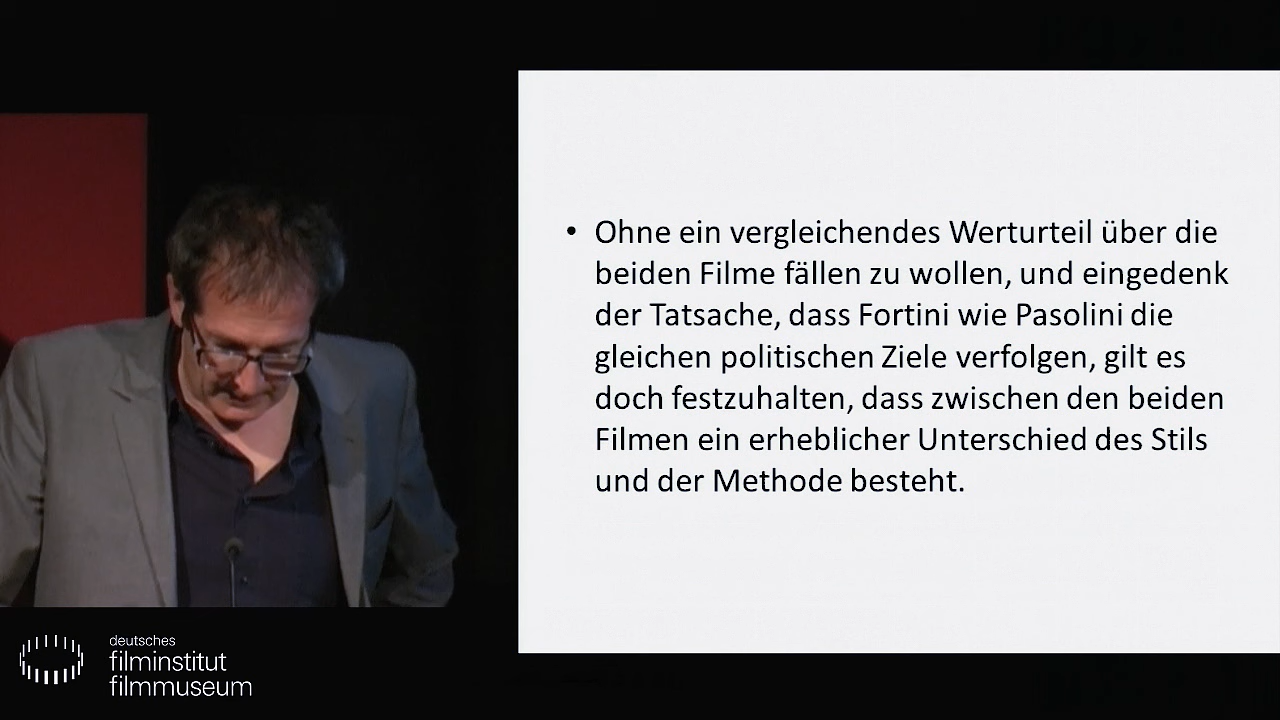 • Ohne ein vergleichendes Werturteil über die
beiden Filme fällen zu wollen, und eingedenk
der Tatsache, dass Fortini wie Pasolini die
gleichen politischen Ziele verfolgen, gilt es
doch festzuhalten, dass zwischen den beiden
Filmen ein erheblicher Unterschied des Stils
und der Methode besteht.
deutsches
filminstitut
filmmuseum